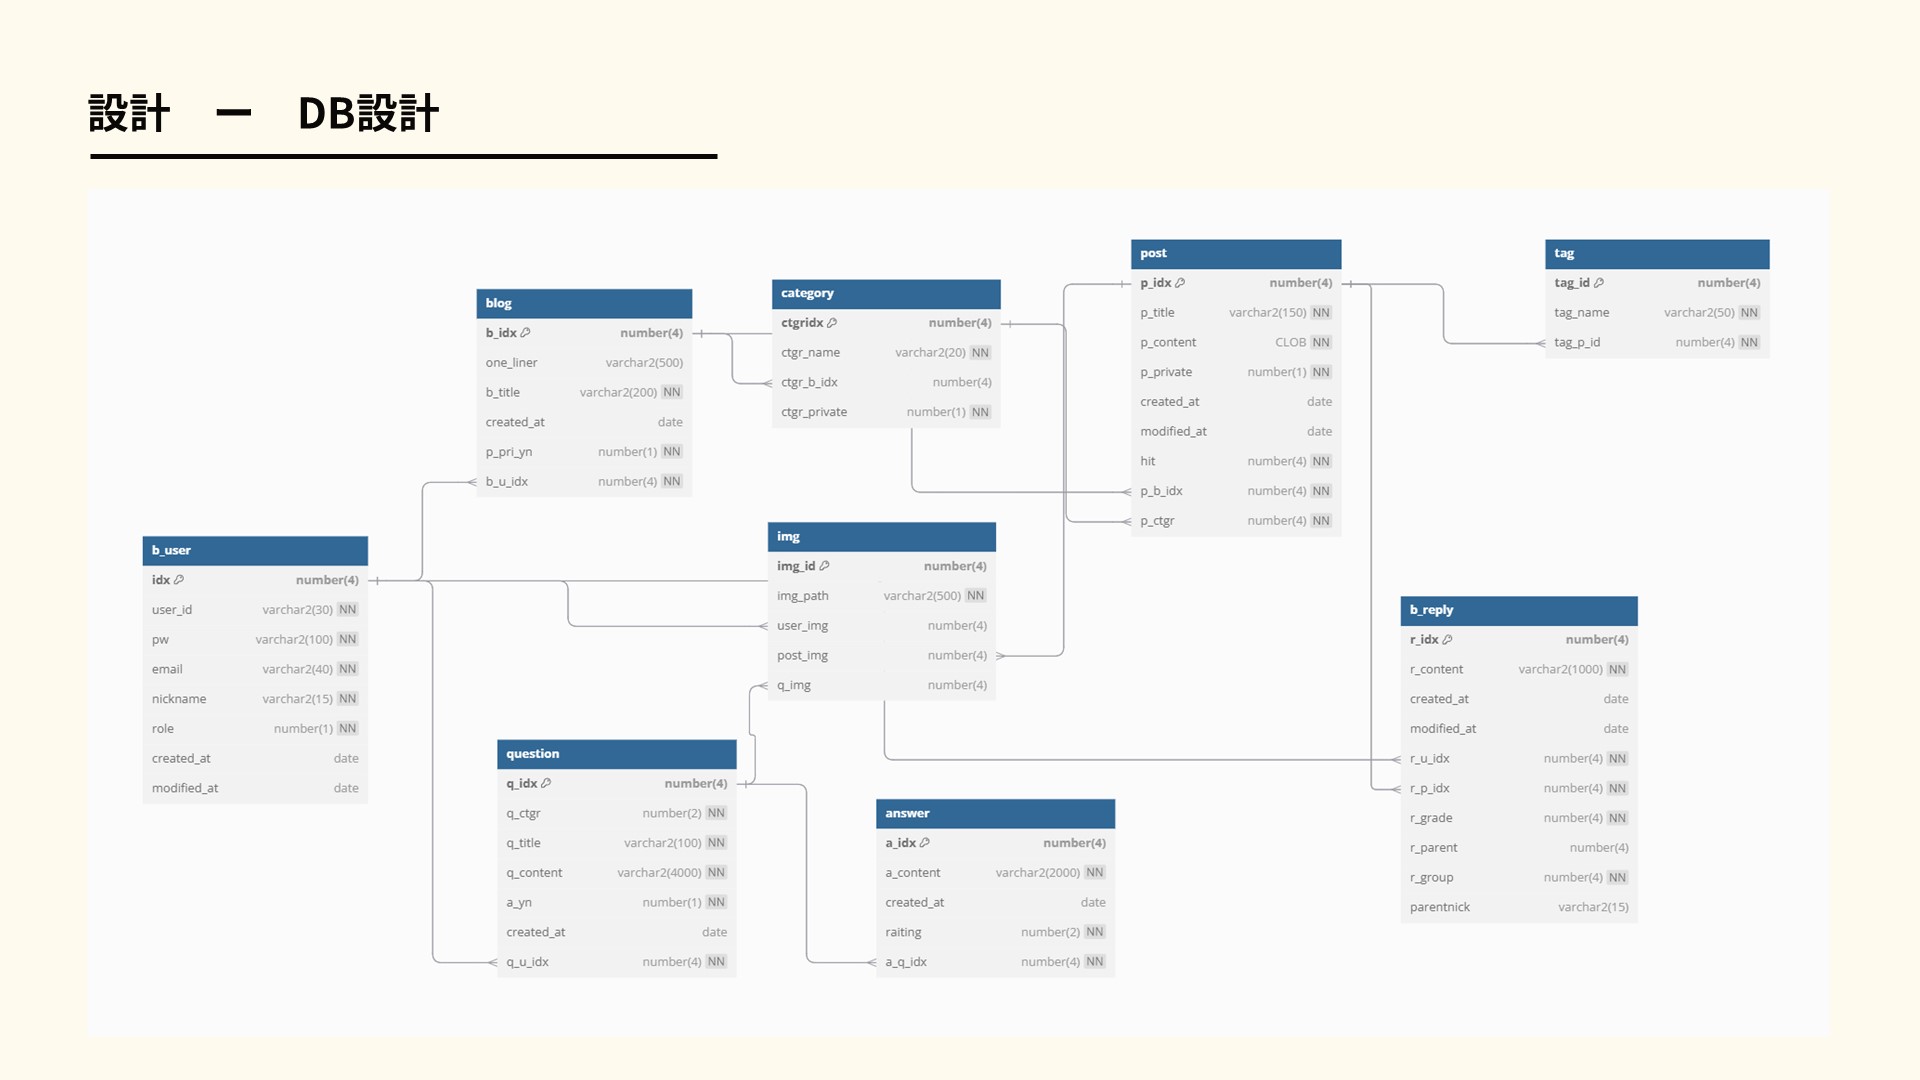 設計　ー　DB設計
b_user
idx number(4)
user_id varchar2(30) NN
pw varchar2(100) NN
email varchar2(40) NN
nickname varchar2(15) NN
role number(1) NN
created_at date
modified_at date
blog
b_idx number(4)
one_liner varchar2(500)
b_title varchar2(200) NN
created_at date
p_pri_yn number(1) NN
b_u_idx number(4) NN
category
ctgridx number(4)
ctgr_name varchar2(20) NN
ctgr_b_idx number(4)
ctgr_private number(1) NN
post
p_idx number(4)
p_title varchar2(150) NN
p_content CLOB NN
p_private number(1) NN
created_at date
modified_at date
hit number(4) NN
p_b_idx number(4) NN
p_ctgr number(4) NN
tag
tag_id number(4)
tag_name varchar2(50) NN
tag_p_id number(4) NN
img
img_id number(4)
img_path varchar2(500) NN
user_img number(4)
post_img number(4)
q_img number(4)
question
q_idx number(4)
q_ctgr number(2) NN
q_title varchar2(100) NN
q_content varchar2(4000) NN
a_yn number(1) NN
created_at date
q_u_idx number(4) NN
answer
a_idx number(4)
a_content varchar2(2000) NN
created_at date
raiting number(2) NN
a_q_idx number(4) NN
b_reply
r_idx number(4)
r_content varchar2(1000) NN
created_at date
modified_at date
r_u_idx number(4) NN
r_p_idx number(4) NN
r_grade number(4) NN
r_parent number(4)
r_group number(4) NN
parentnick varchar2(15)